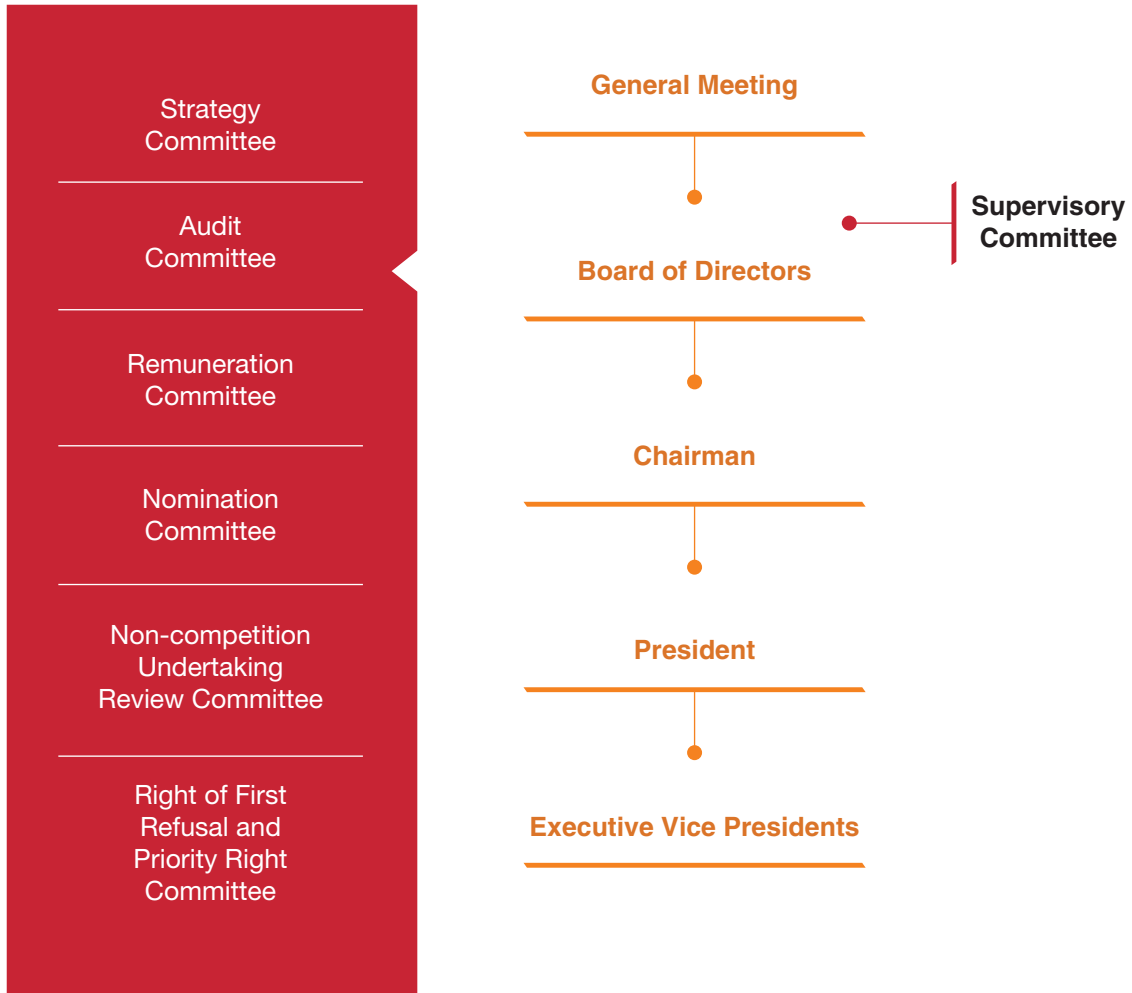 Strategy
Committee
Audit
Committee
Remuneration
Committee
Nomination
Committee
Non-competition
Undertaking
Review Committee
Right of First
Refusal and
Priority Right
Committee
General Meeting
Supervisory
Committee
Board of Directors
Chairman
President
Executive Vice Presidents